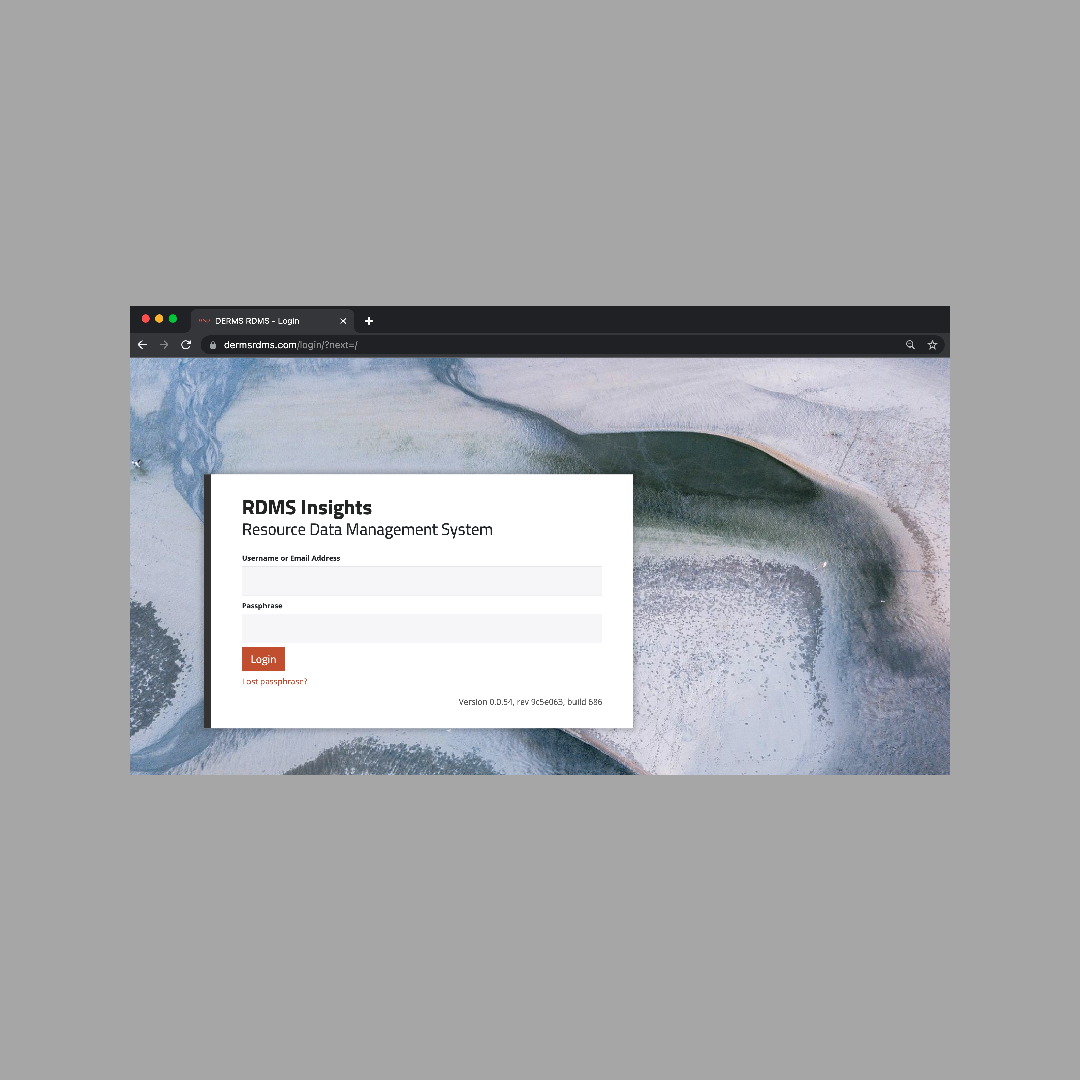 DERMS RDMS - Login
dermsrdms.com/login/?next=/
RDMS Insights
Resource Data Management System
Username or Email Address
Passphrase
Login
Lost passphrase?
Version 0.0.54, rev 9c5e063, build 686